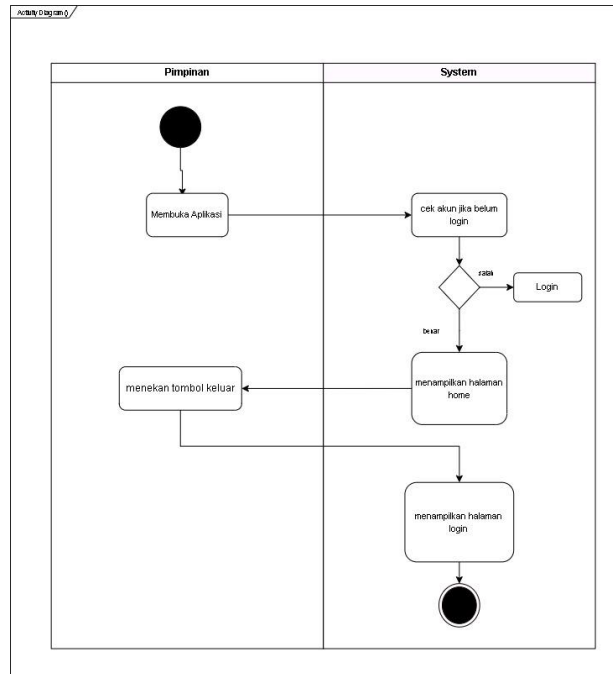 Activity Diagram ()
Pimpinan
System
Membuka Aplikasi
cek akun jika belum
login
salah
Login
benar
menampilkan halaman
home
menekan tombol keluar
menampilkan halaman
login